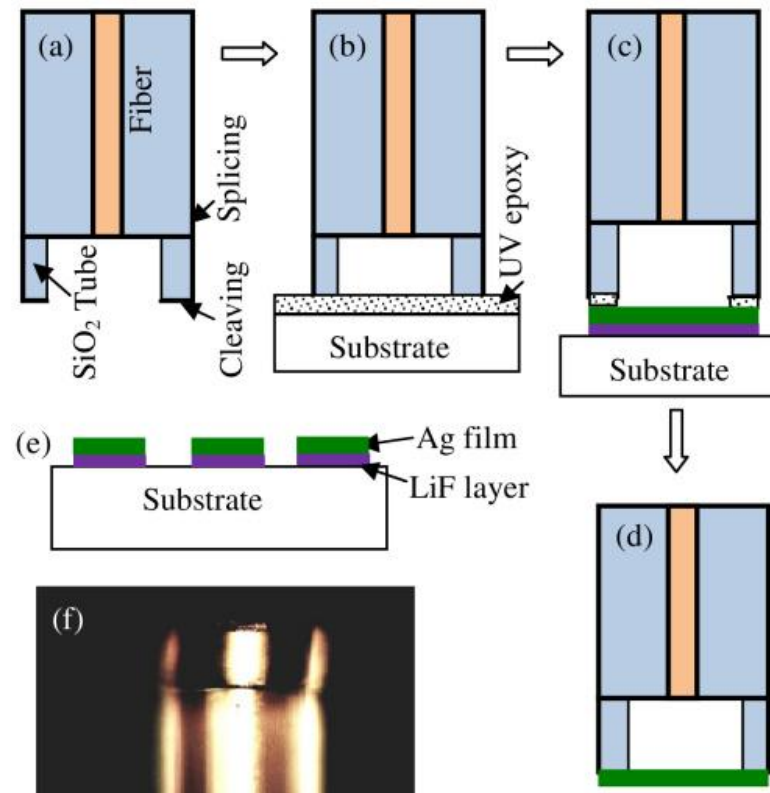 (a)
Fiber
Splicing
SiO₂ Tube
Cleaving
(b)
UV epoxy
Substrate
(c)
Substrate
(e)
Ag film
LiF layer
Substrate
(d)
(f)